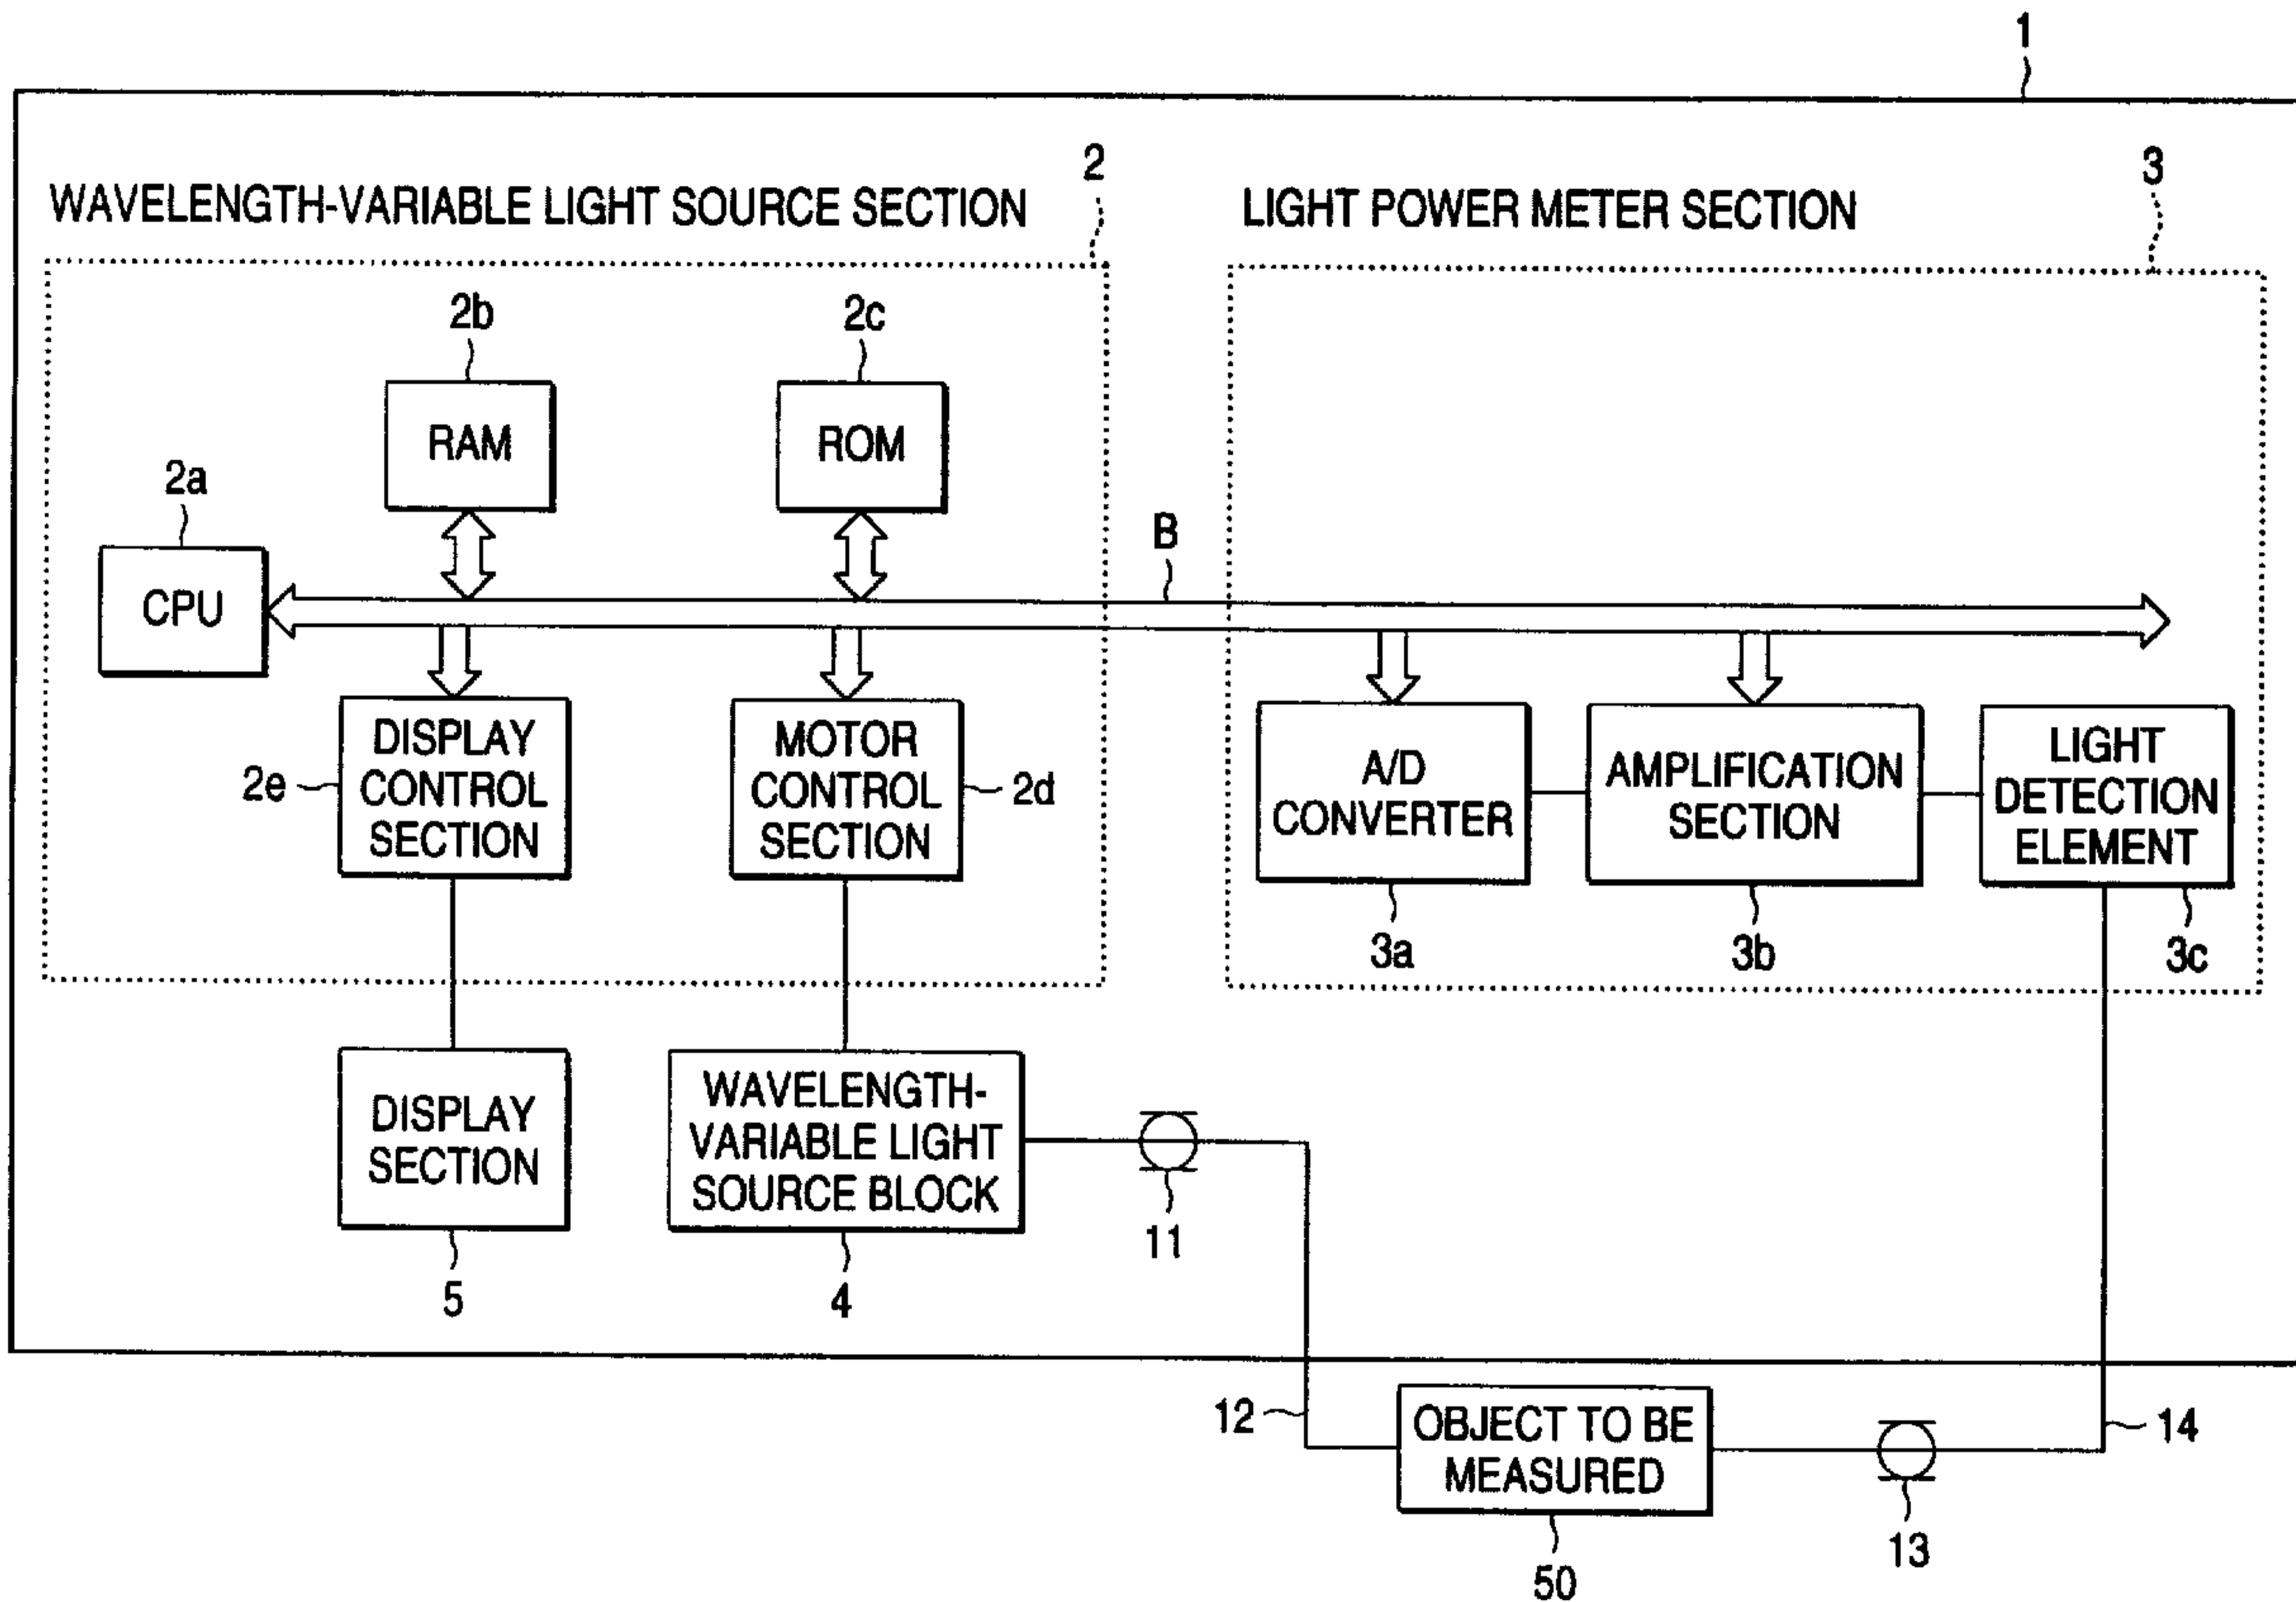 1
2
3
WAVELENGTH-VARIABLE LIGHT SOURCE SECTION
LIGHT POWER METER SECTION
2b
2c
RAM
ROM
2a
CPU
B
DISPLAY
CONTROL
SECTION
2e
MOTOR
CONTROL
SECTION
2d
A/D
CONVERTER
AMPLIFICATION
SECTION
LIGHT
DETECTION
ELEMENT
3a
3b
3c
DISPLAY
SECTION
WAVELENGTH-
VARIABLE LIGHT
SOURCE BLOCK
11
5
4
12
OBJECT TO BE
MEASURED
14
13
50